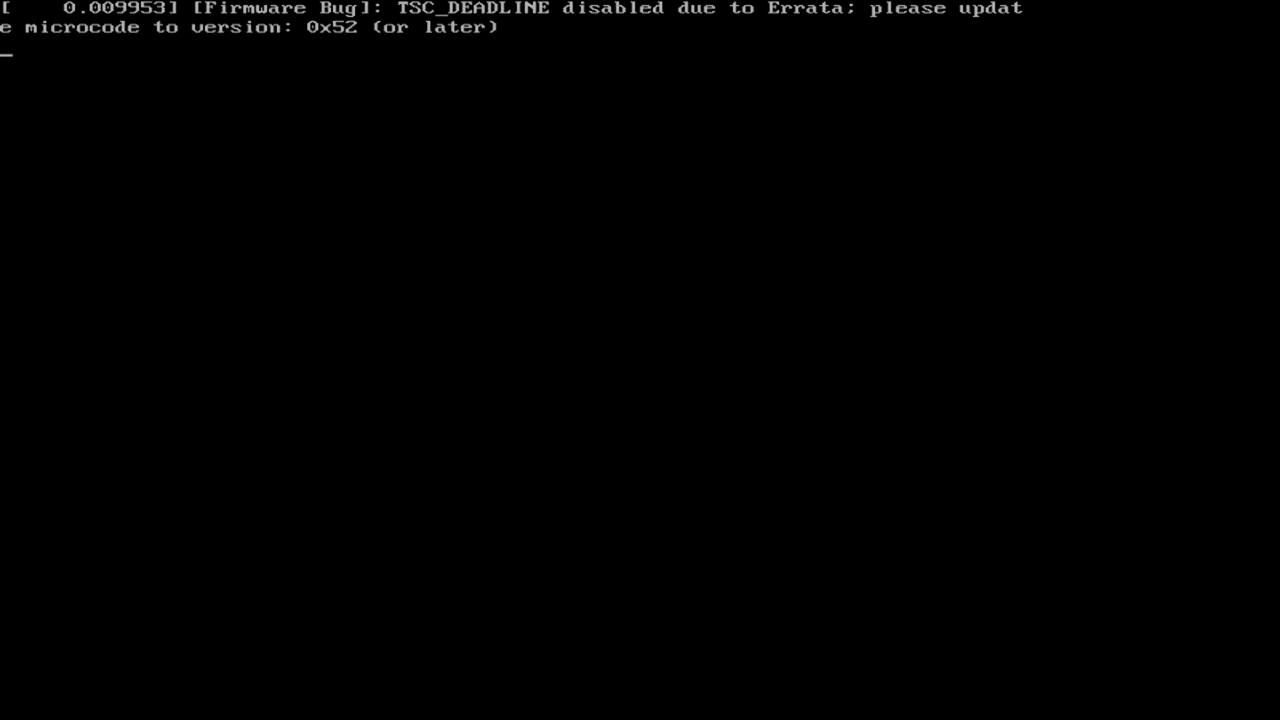 [    0.009953] [Firmware Bug]: TSC_DEADLINE disabled due to Errata; please updat
e microcode to version: 0x52 (or later)